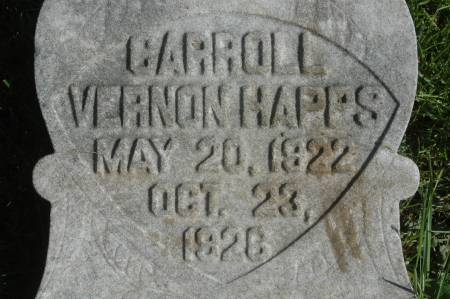 CARROLL
VERNON HAPPS
MAY 20, 1922
OCT. 23,
1926